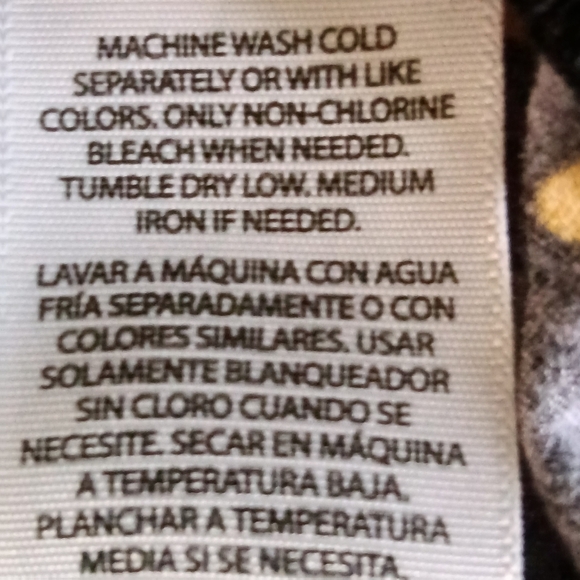 MACHINE WASH COLD
SEPARATELY OR WITH LIKE
COLORS. ONLY NON-CHLORINE
BLEACH WHEN NEEDED.
TUMBLE DRY LOW. MEDIUM
IRON IF NEEDED.
LAVAR A MÁQUINA CON AGUA
FRÍA SEPARADAMENTE O CON
COLORES SIMILARES. USAR
SOLAMENTE BLANQUEADOR
SIN CLORO CUANDO SE
NECESITE. SECAR EN MÁQUINA
A TEMPERATURA BAJA.
PLANCHAR A TEMPERATURA
MEDIA SI SE NECESITA.